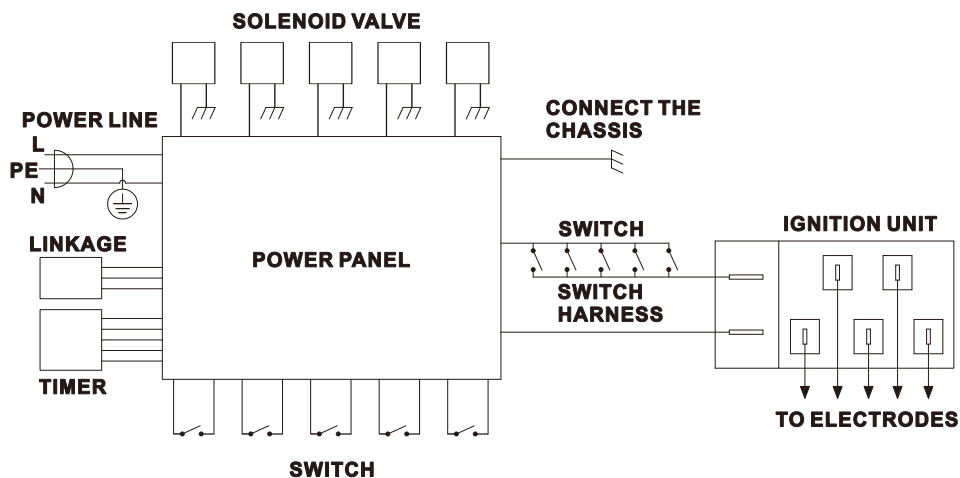 SOLENOID VALVE
POWER LINE
L
PE
N
CONNECT THE
CHASSIS
LINKAGE
POWER PANEL
SWITCH
SWITCH
HARNESS
IGNITION UNIT
TIMER
TO ELECTRODES
SWITCH